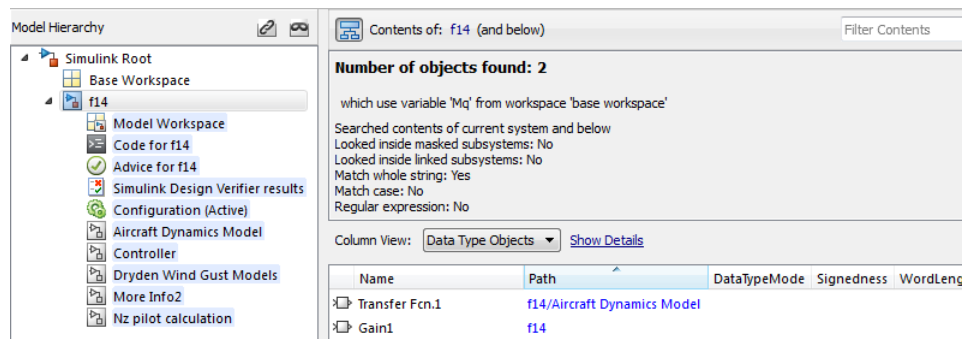 Model Hierarchy
Simulink Root
Base Workspace
f14
Model Workspace
Code for f14
Advice for f14
Simulink Design Verifier results
Configuration (Active)
Aircraft Dynamics Model
Controller
Dryden Wind Gust Models
More Info2
Nz pilot calculation
Contents of: f14 (and below)
Filter Contents
Number of objects found: 2
which use variable 'Mq' from workspace 'base workspace'
Searched contents of current system and below
Looked inside masked subsystems: No
Looked inside linked subsystems: No
Match whole string: Yes
Match case: No
Regular expression: No
Column View: Data Type Objects Show Details
Name Path DataTypeMode Signedness WordLeng
Transfer Fcn.1 f14/Aircraft Dynamics Model
Gain1 f14